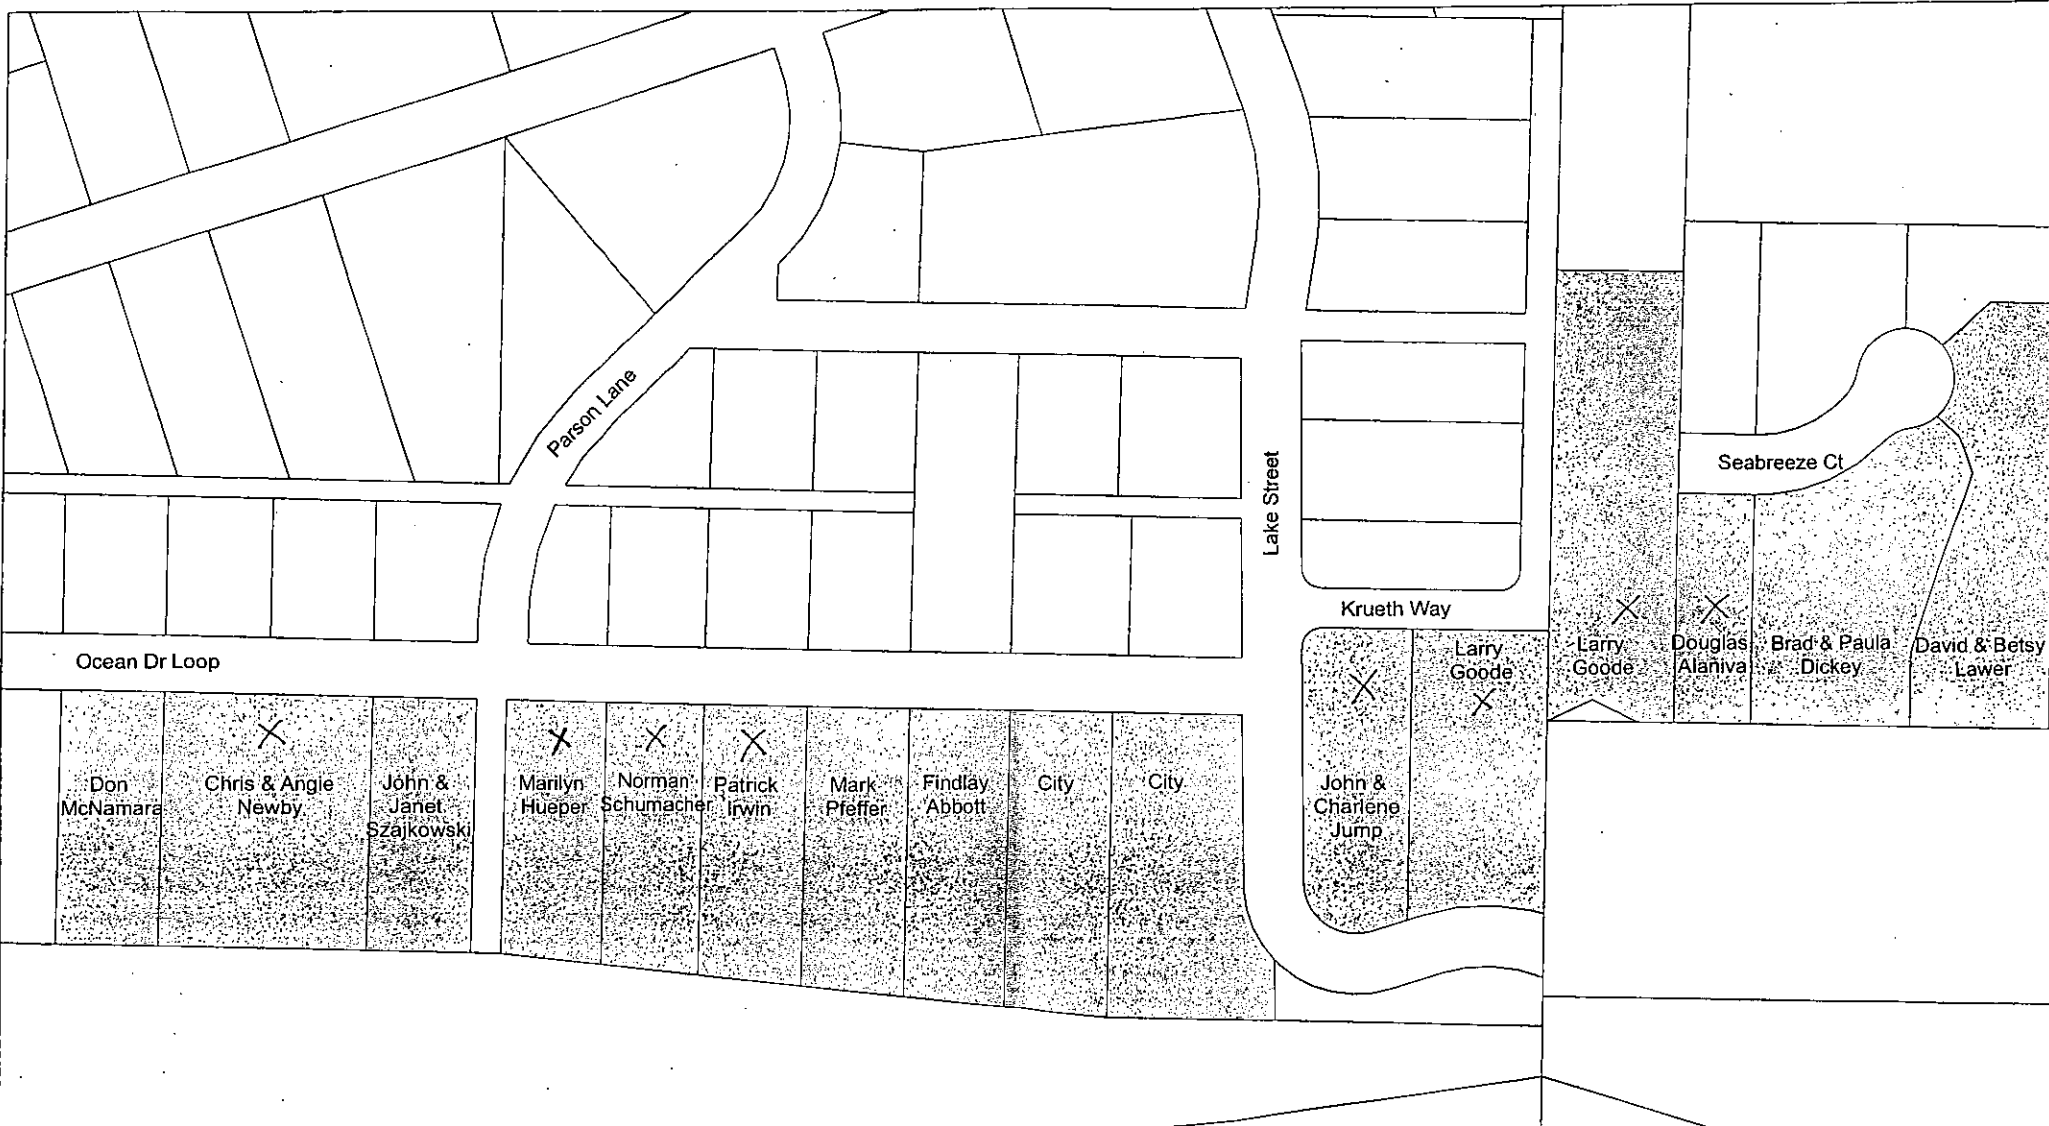 Parson Lane
Lake Street
Seabreeze Ct
Krueth Way
Ocean Dr Loop
Don
McNamara
X
Chris & Angie
Newby
John &
Janet
Szajkowski
X
Marilyn
Hueper
X
Norman
Schumacher
X
Patrick
Irwin
Mark
Pfeffer
Findlay
Abbott
City
City
X
John &
Charlene
Jump
Larry
Goode
X
X
Larry
Goode
X
Douglas
Alaniva
Brad & Paula
Dickey
David & Betsy
Lawer